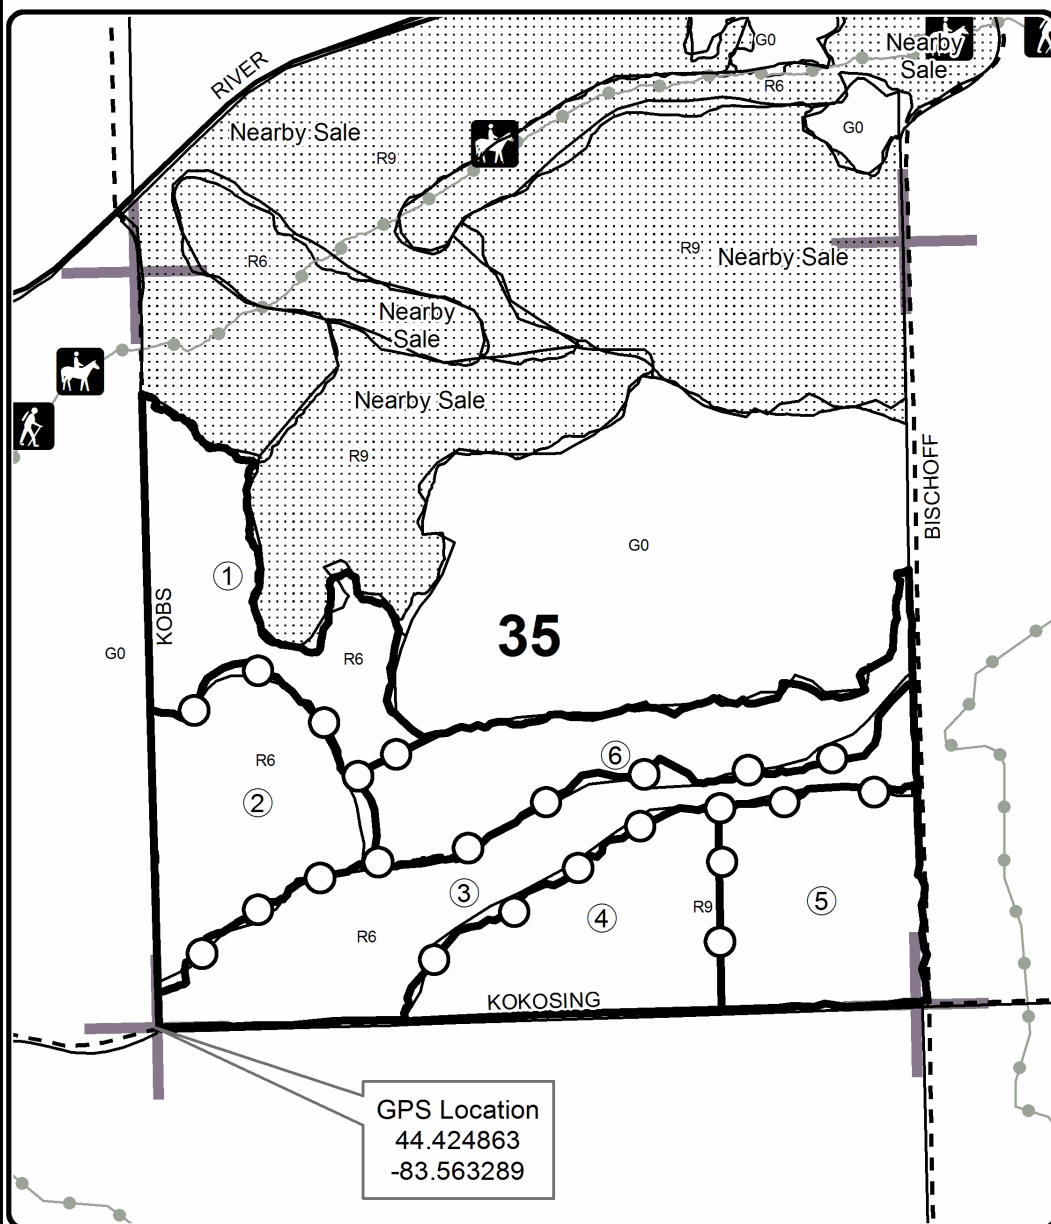 G0
Nearby
Sale
RIVER
R6
Nearby Sale
G0
R9
R9
Nearby Sale
R6
Nearby
Sale
Nearby Sale
R9
BISCHOFF
G0
1
KOBS
35
G0
R6
6
R6
2
3
5
4
R9
R6
KOKOSING
GPS Location
44.424863
-83.563289